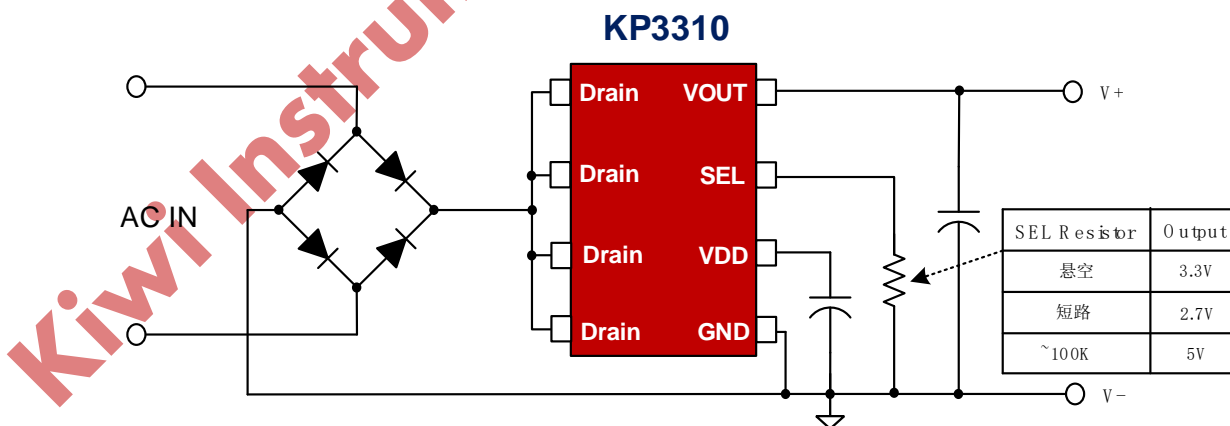 KP3310
Kiwi Instru
AC IN
Drain VOUT
Drain SEL
Drain VDD
Drain GND
V+
SEL Resistor Output
悬空 3.3V
短路 2.7V
~100K 5V
V-